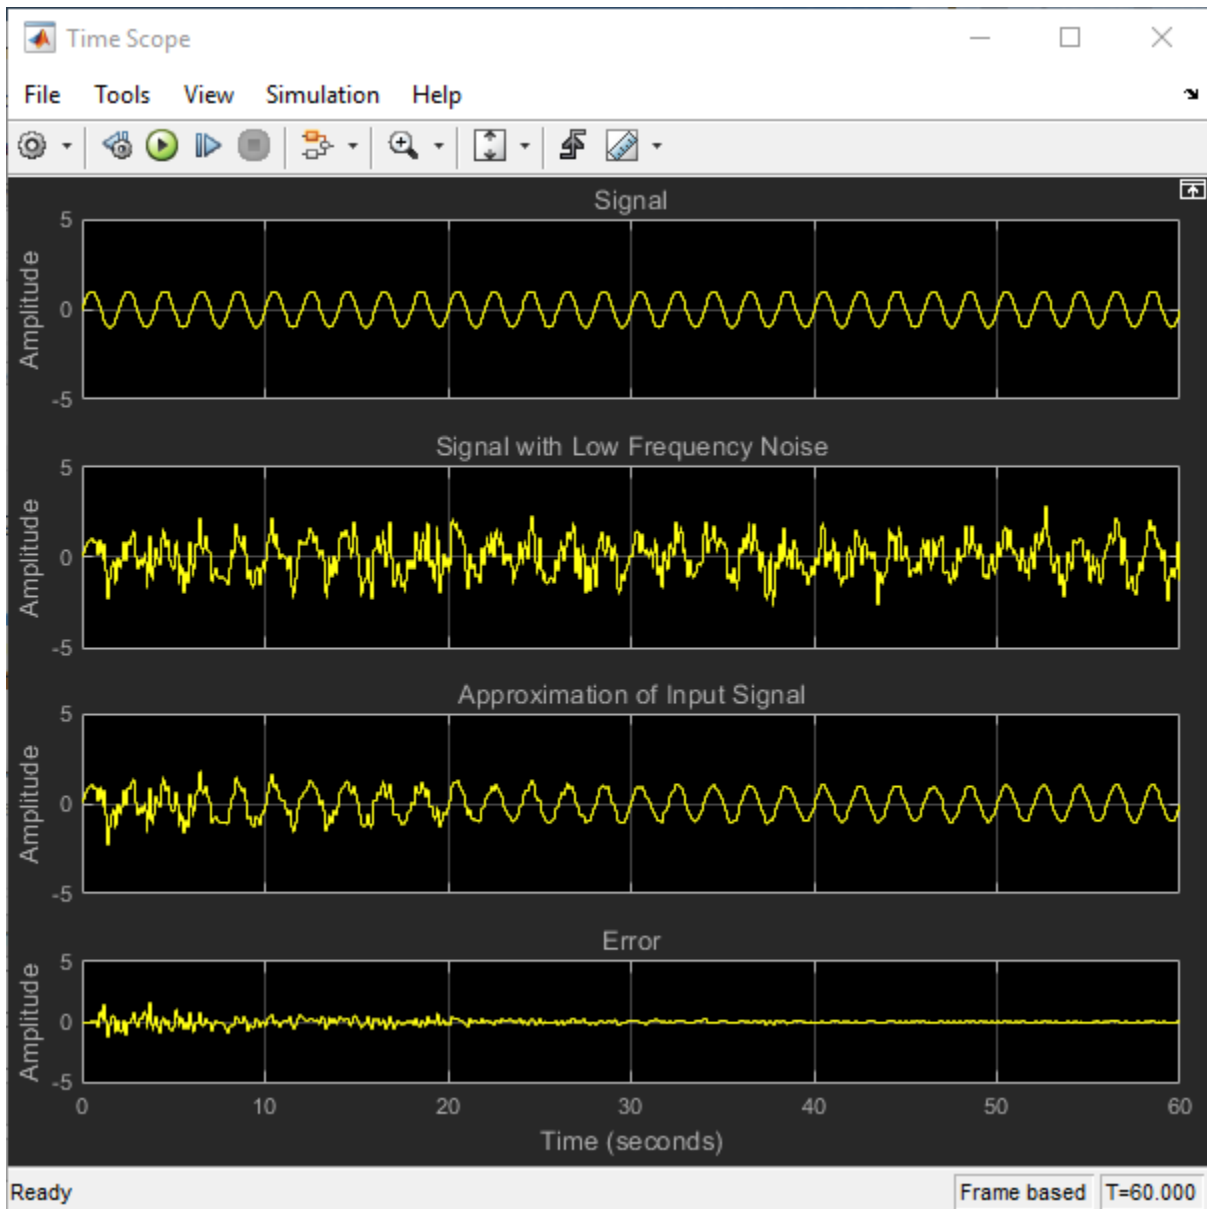 Time Scope
File Tools View Simulation Help
Signal
5
0
-5
Amplitude
Signal with Low Frequency Noise
5
0
-5
Amplitude
Approximation of Input Signal
5
0
-5
Amplitude
Error
5
0
-5
Amplitude
0 10 20 30 40 50 60
Time (seconds)
Ready Frame based T=60.000